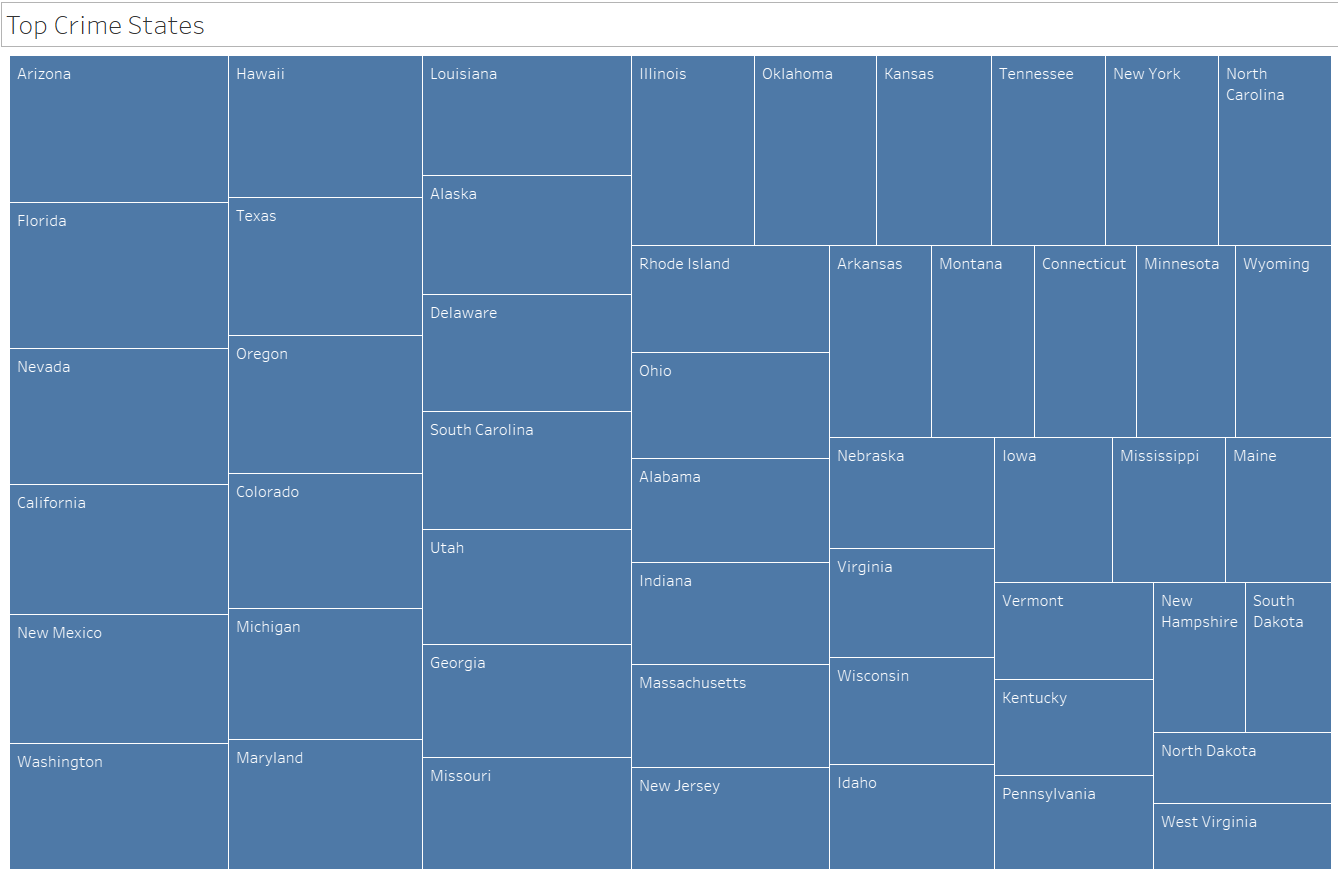 Top Crime States
Arizona
Florida
Nevada
California
New Mexico
Washington
Hawaii
Texas
Oregon
Colorado
Michigan
Maryland
Louisiana
Alaska
Delaware
South Carolina
Utah
Georgia
Missouri
Illinois
Oklahoma
Kansas
Tennessee
New York
North
Carolina
Rhode Island
Ohio
Alabama
Indiana
Massachusetts
New Jersey
Arkansas
Montana
Connecticut
Minnesota
Wyoming
Nebraska
Virginia
Wisconsin
Idaho
Iowa
Mississippi
Maine
Vermont
Kentucky
Pennsylvania
New
Hampshire
South
Dakota
North Dakota
West Virginia